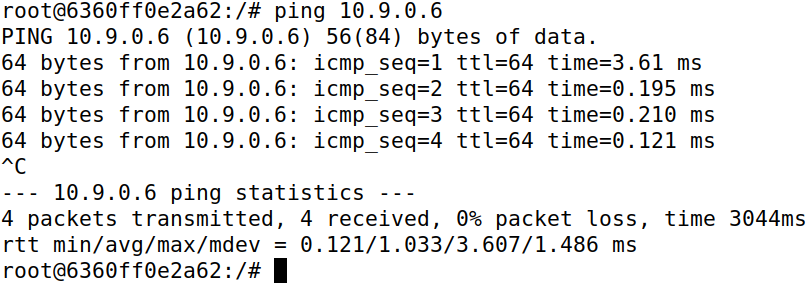 root@6360ff0e2a62:/# ping 10.9.0.6
PING 10.9.0.6 (10.9.0.6) 56(84) bytes of data.
64 bytes from 10.9.0.6: icmp_seq=1 ttl=64 time=3.61 ms
64 bytes from 10.9.0.6: icmp_seq=2 ttl=64 time=0.195 ms
64 bytes from 10.9.0.6: icmp_seq=3 ttl=64 time=0.210 ms
64 bytes from 10.9.0.6: icmp_seq=4 ttl=64 time=0.121 ms
^C
--- 10.9.0.6 ping statistics ---
4 packets transmitted, 4 received, 0% packet loss, time 3044ms
rtt min/avg/max/mdev = 0.121/1.033/3.607/1.486 ms
root@6360ff0e2a62:/#